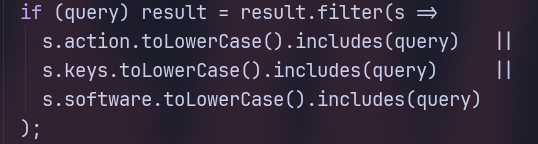 if (query) result = result.filter(s =>
  s.action.toLowerCase().includes(query)   ||
  s.keys.toLowerCase().includes(query)     ||
  s.software.toLowerCase().includes(query)
);